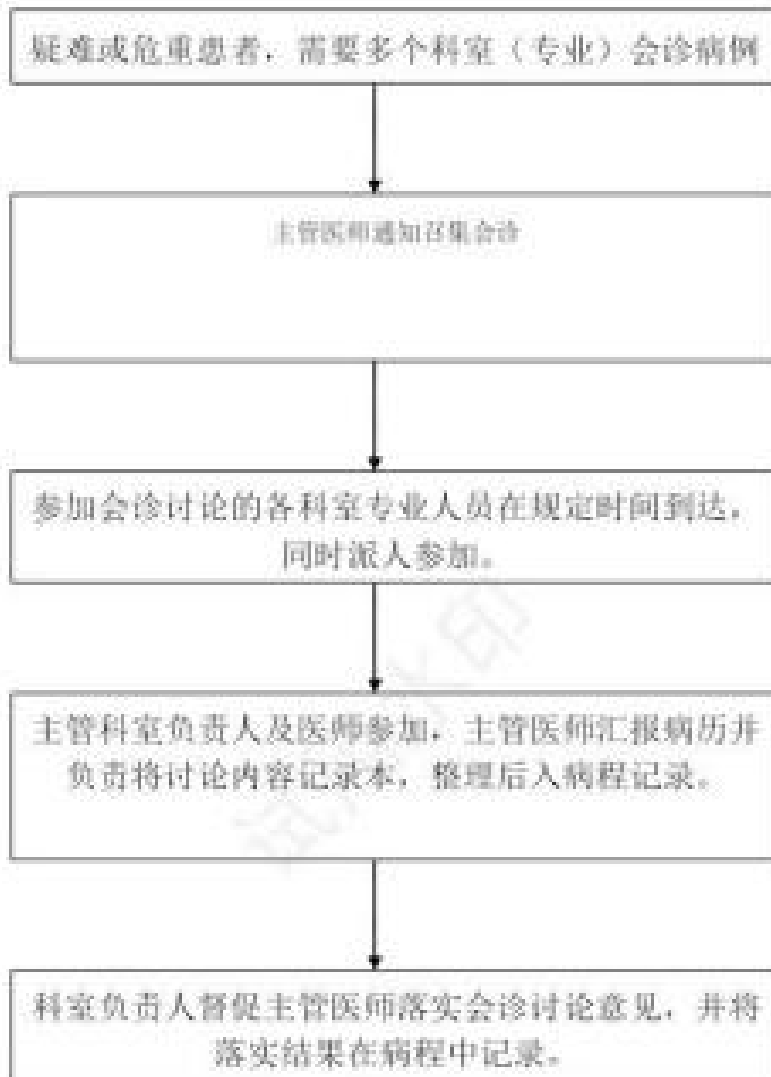 疑难或危重患者，需要多个科室（专业）会诊病例
主管医师通知召集会诊
参加会诊讨论的各科室专业人员在规定时间到达，
同时派人参加。
主管科室负责人及医师参加，主管医师汇报病历并
负责将讨论内容记录本，整理后入病程记录。
科室负责人督促主管医师落实会诊讨论意见，并将
落实结果在病程中记录。